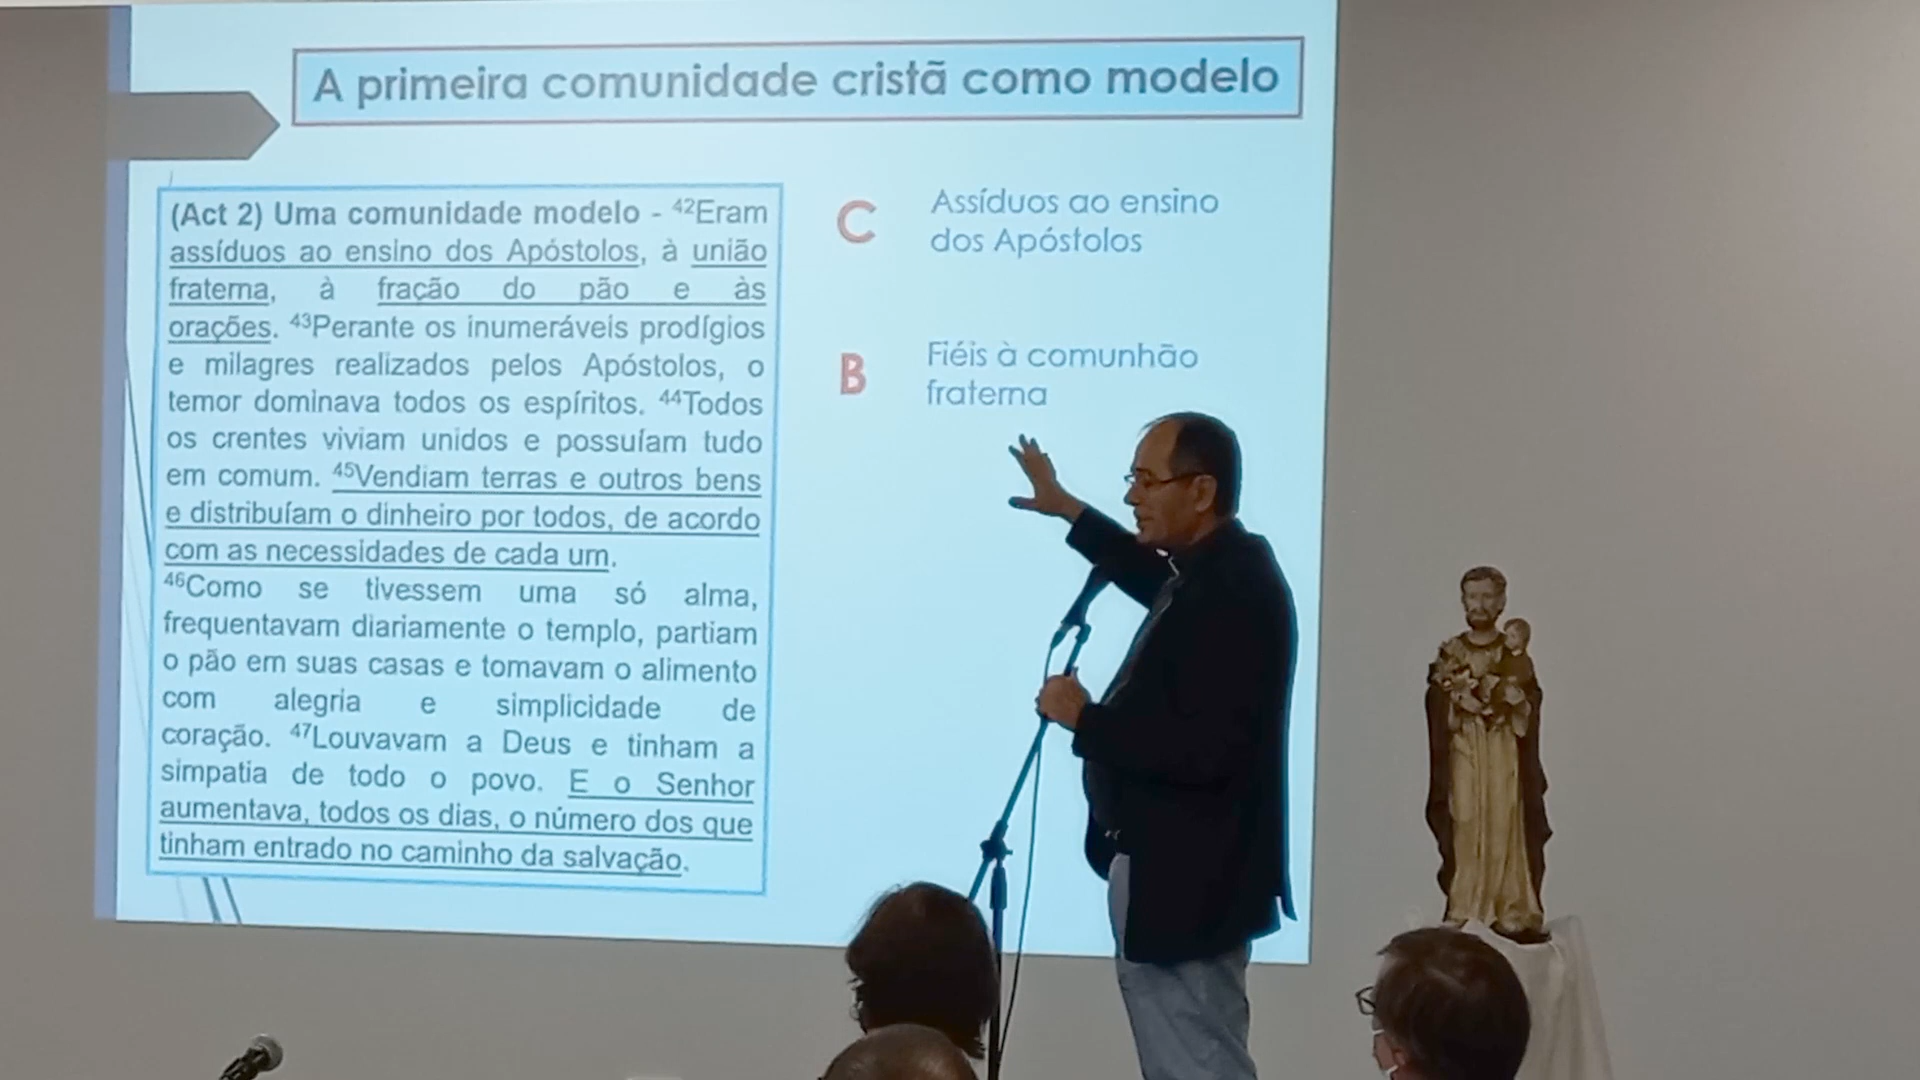 A primeira comunidade cristã como modelo
(Act 2) Uma comunidade modelo - ⁴²Eram
assíduos ao ensino dos Apóstolos, à união
fraterna, à fração do pão e às
orações. ⁴³Perante os inumeráveis prodígios
e milagres realizados pelos Apóstolos, o
temor dominava todos os espíritos. ⁴⁴Todos
os crentes viviam unidos e possuíam tudo
em comum. ⁴⁵Vendiam terras e outros bens
e distribuíam o dinheiro por todos, de acordo
com as necessidades de cada um.
⁴⁶Como se tivessem uma só alma,
frequentavam diariamente o templo, partiam
o pão em suas casas e tomavam o alimento
com alegria e simplicidade de
coração. ⁴⁷Louvavam a Deus e tinham a
simpatia de todo o povo. E o Senhor
aumentava, todos os dias, o número dos que
tinham entrado no caminho da salvação.
C Assíduos ao ensino
dos Apóstolos
B Fiéis à comunhão
fraterna